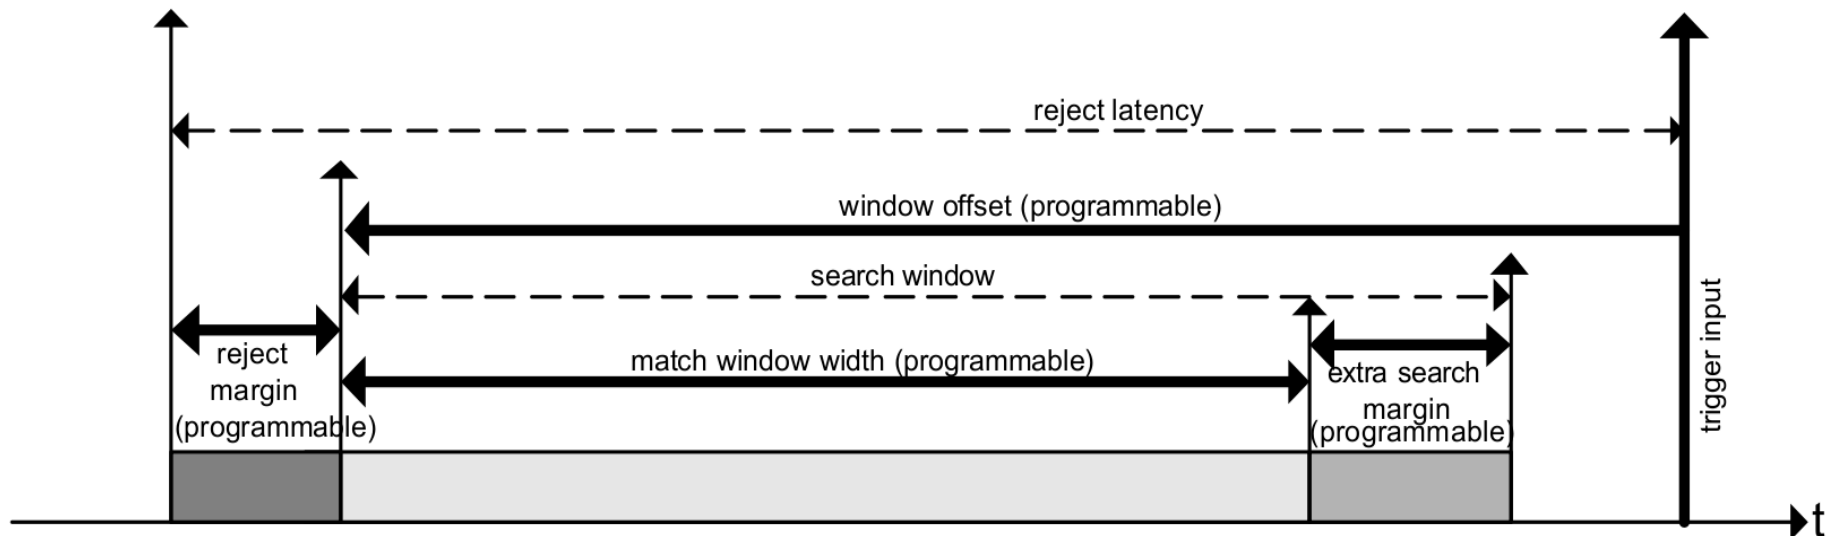 reject latency
window offset (programmable)
search window
reject
margin
(programmable)
match window width (programmable)
extra search
margin
(programmable)
trigger input
t